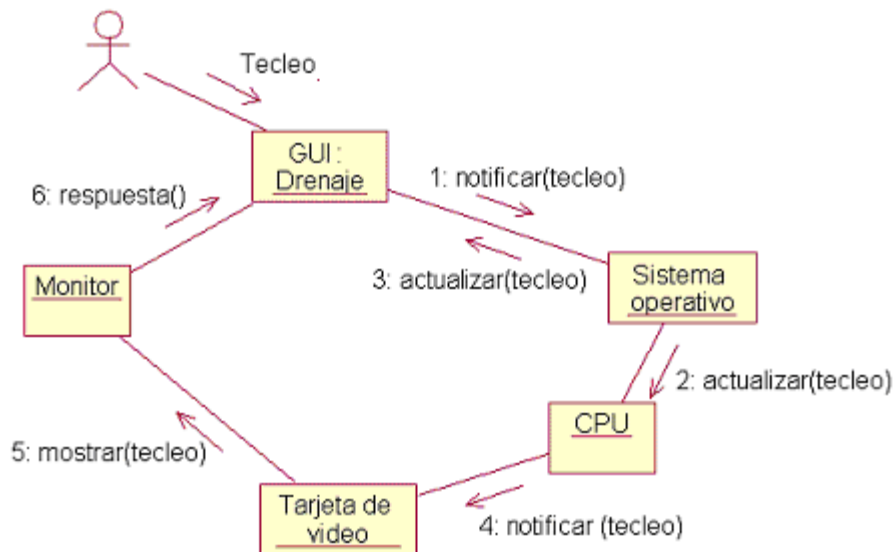 Tecleo
GUI :
Drenaje
1: notificar(tecleo)
6: respuesta()
3: actualizar(tecleo)
Monitor
Sistema
operativo
2: actualizar(tecleo)
CPU
5: mostrar(tecleo)
Tarjeta de
video
4: notificar (tecleo)